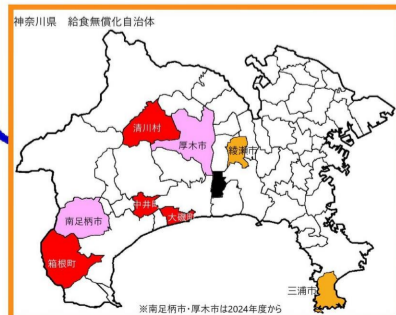 神奈川県　給食無償化自治体
清川村
厚木市
綾瀬市
中井町
大磯町
南足柄市
箱根町
三浦市
※南足柄市・厚木市は2024年度から